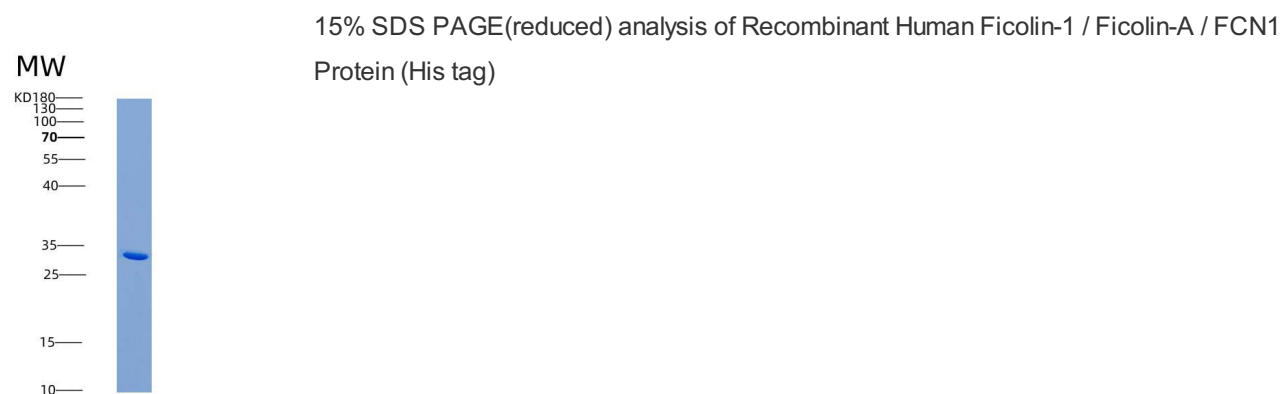 15% SDS PAGE(reduced) analysis of Recombinant Human Ficolin-1 / Ficolin-A / FCN1
Protein (His tag)
MW
KD180
130
100
70
55
40
35
25
15
10